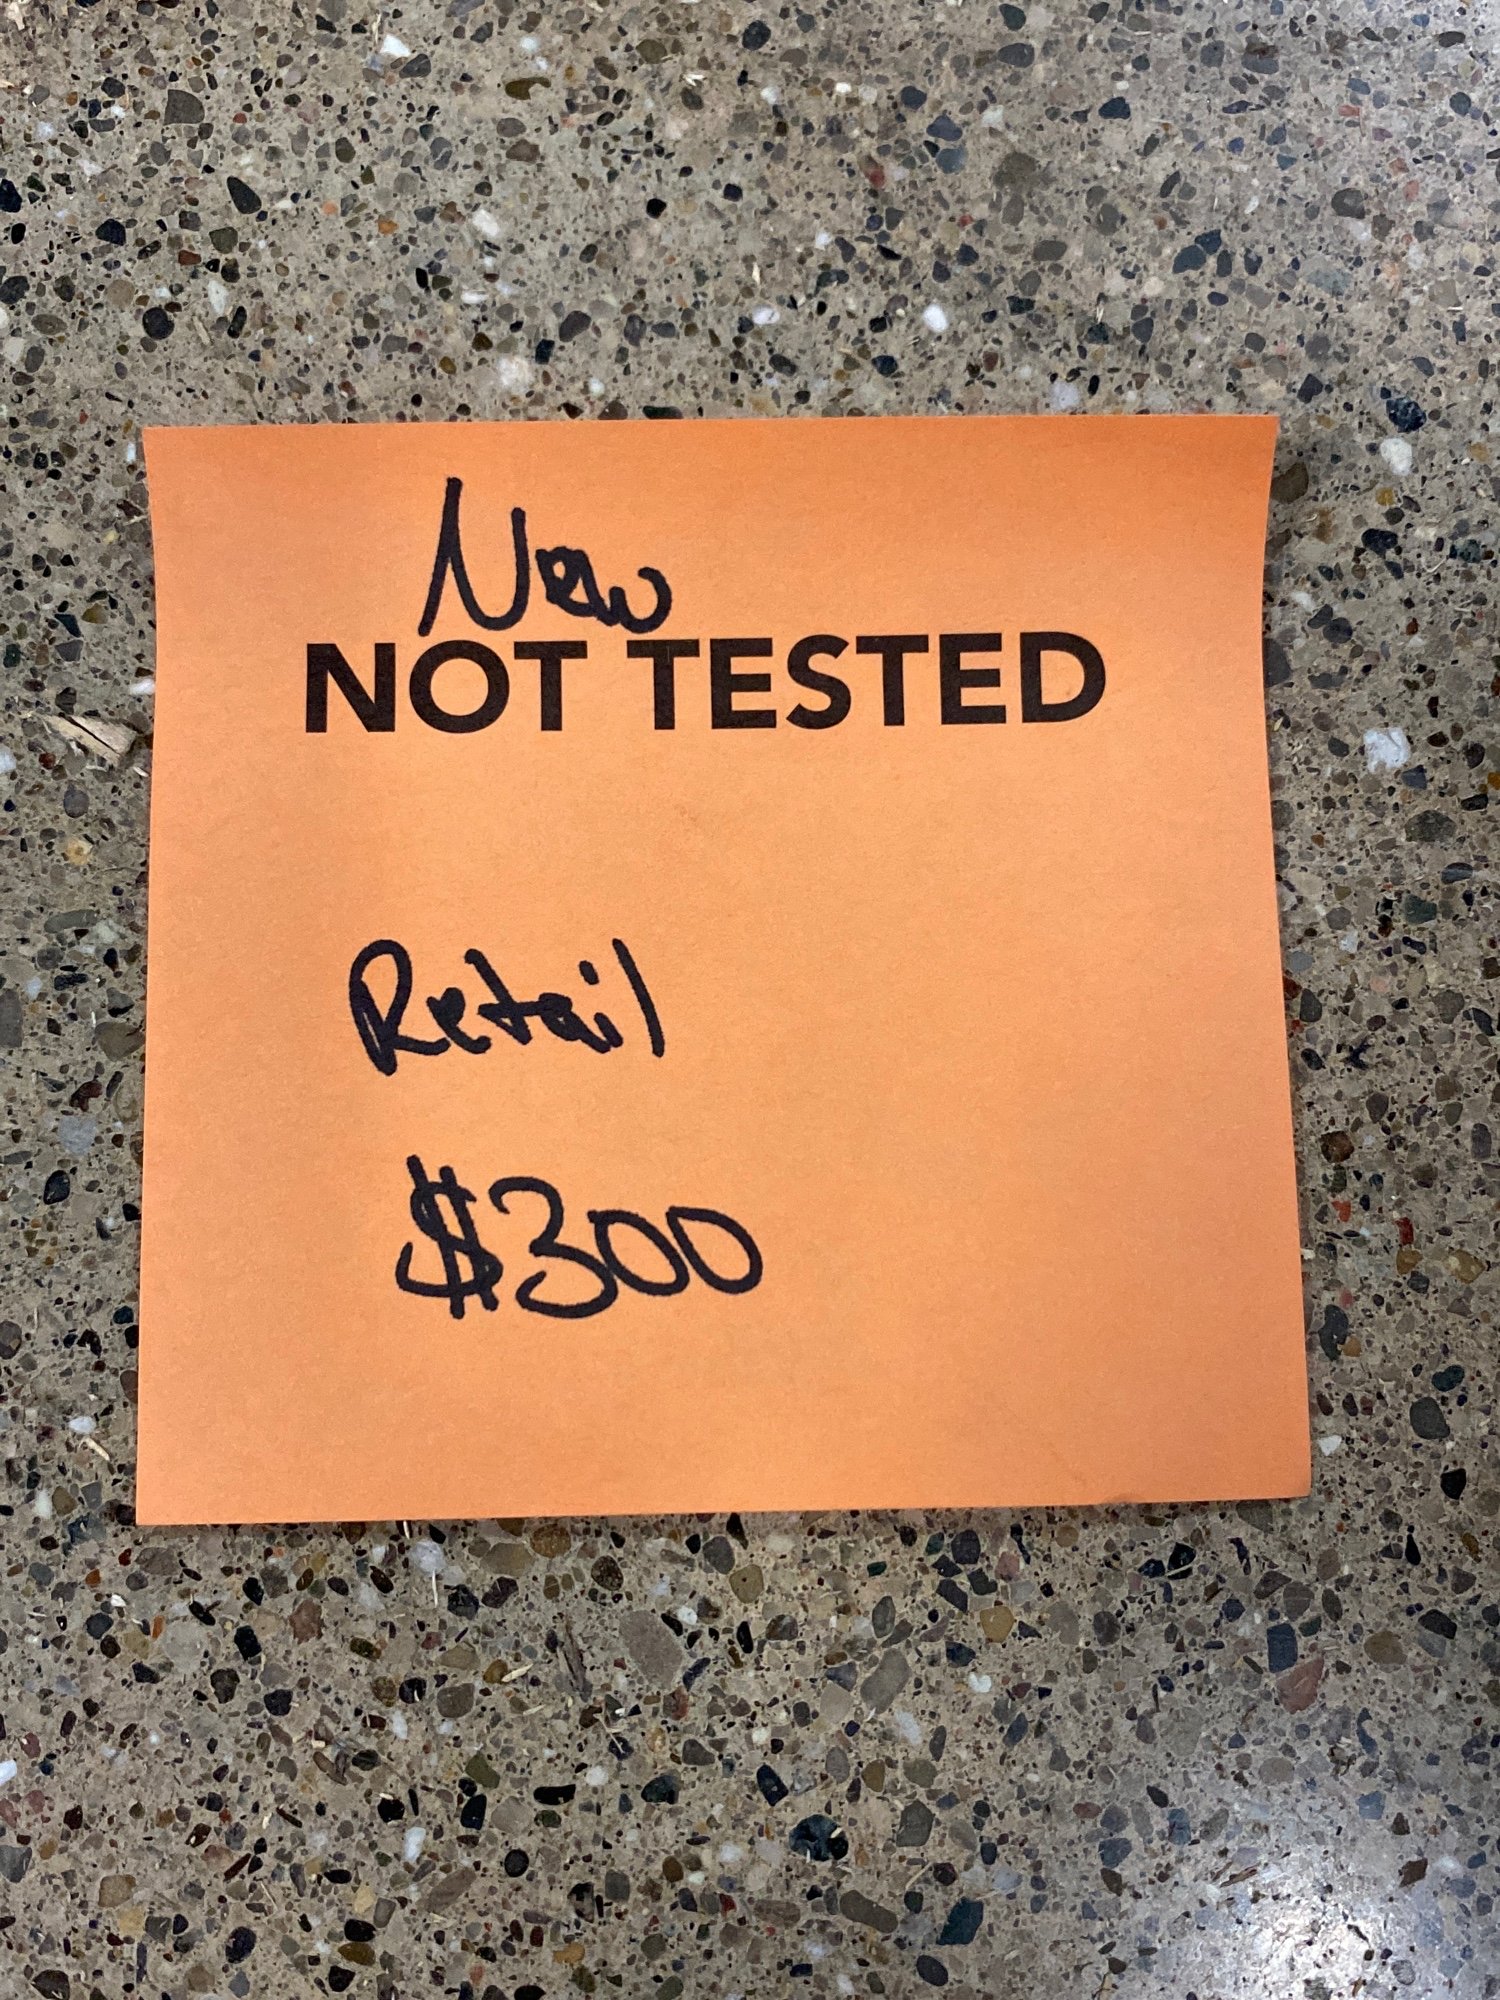 New
NOT TESTED
Retail
$300